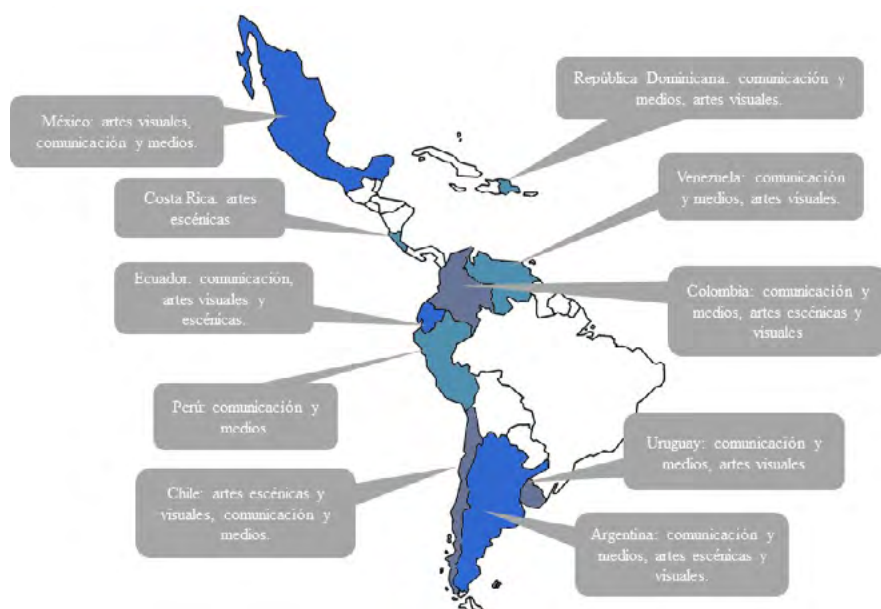 República Dominicana. comunicación y
medios, artes visuales.
México: artes visuales,
comunicación y medios.
Venezuela: comunicación
y medios, artes visuales.
Costa Rica. artes
escénicas
Ecuador. comunicación,
artes visuales y
escénicas.
Colombia: comunicación y
medios, artes escénicas y
visuales
Perú: comunicación y
medios
Uruguay: comunicación y
medios, artes visuales
Chile: artes escénicas y
visuales, comunicación y
medios.
Argentina: comunicación y
medios, artes escénicas y
visuales.